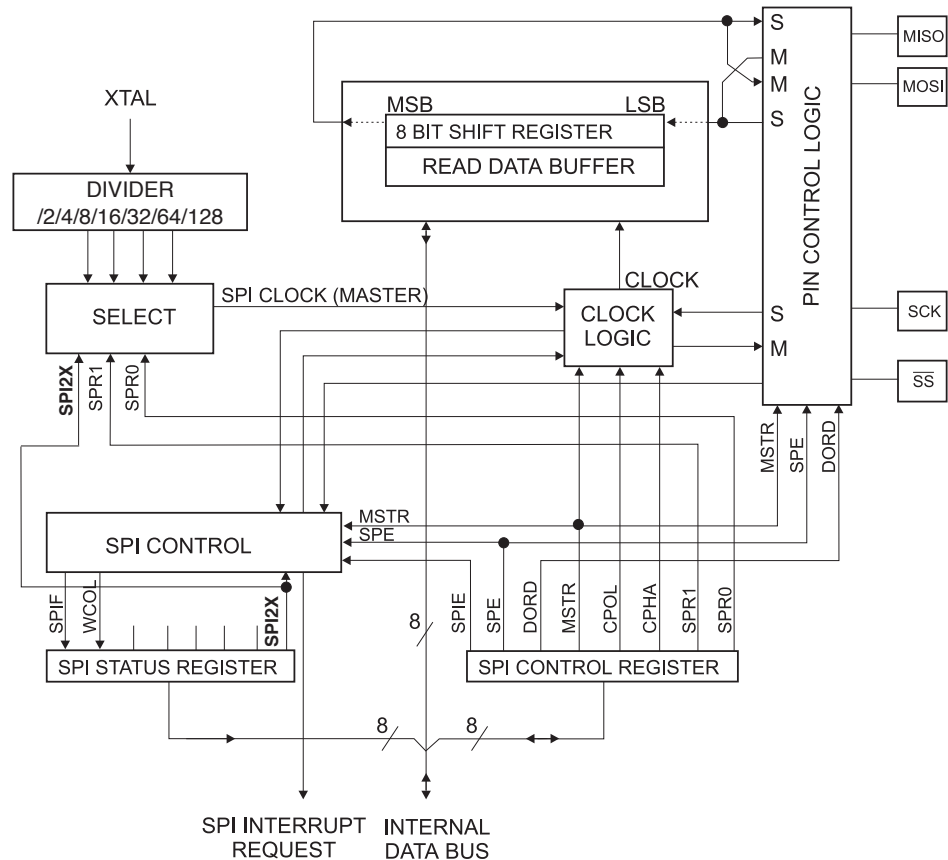 S
MISO
M
M
MOSI
MSB
LSB
S
8 BIT SHIFT REGISTER
READ DATA BUFFER
PIN CONTROL LOGIC
XTAL
DIVIDER
/2/4/8/16/32/64/128
SPI CLOCK (MASTER)
CLOCK
SELECT
CLOCK
LOGIC
S
M
SCK
SS
SPI2X
SPR1
SPR0
MSTR
SPE
DORD
MSTR
SPE
SPI CONTROL
SPIF
WCOL
SPI2X
8
SPIE
SPE
DORD
MSTR
CPOL
CPHA
SPR1
SPR0
SPI STATUS REGISTER
SPI CONTROL REGISTER
8
8
SPI INTERRUPT
REQUEST
INTERNAL
DATA BUS